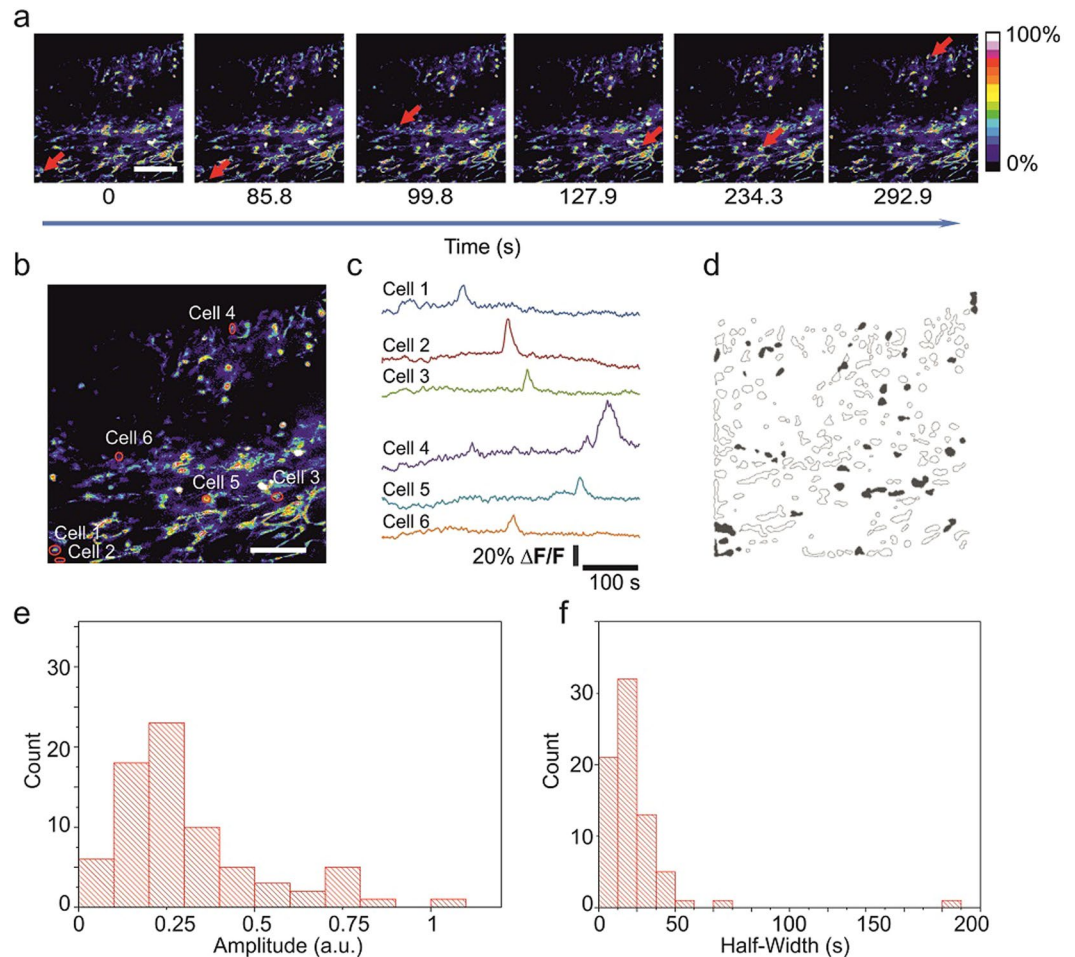 a
100%
0%
0 85.8 99.8 127.9 234.3 292.9
Time (s)
b
Cell 4
Cell 6
Cell 5
Cell 3
Cell 1
Cell 2
c
Cell 1
Cell 2
Cell 3
Cell 4
Cell 5
Cell 6
20% ΔF/F
100 s
d
e
30
20
10
0
Count
0 0.25 0.5 0.75 1
Amplitude (a.u.)
f
30
20
10
0
Count
0 50 100 150 200
Half-Width (s)